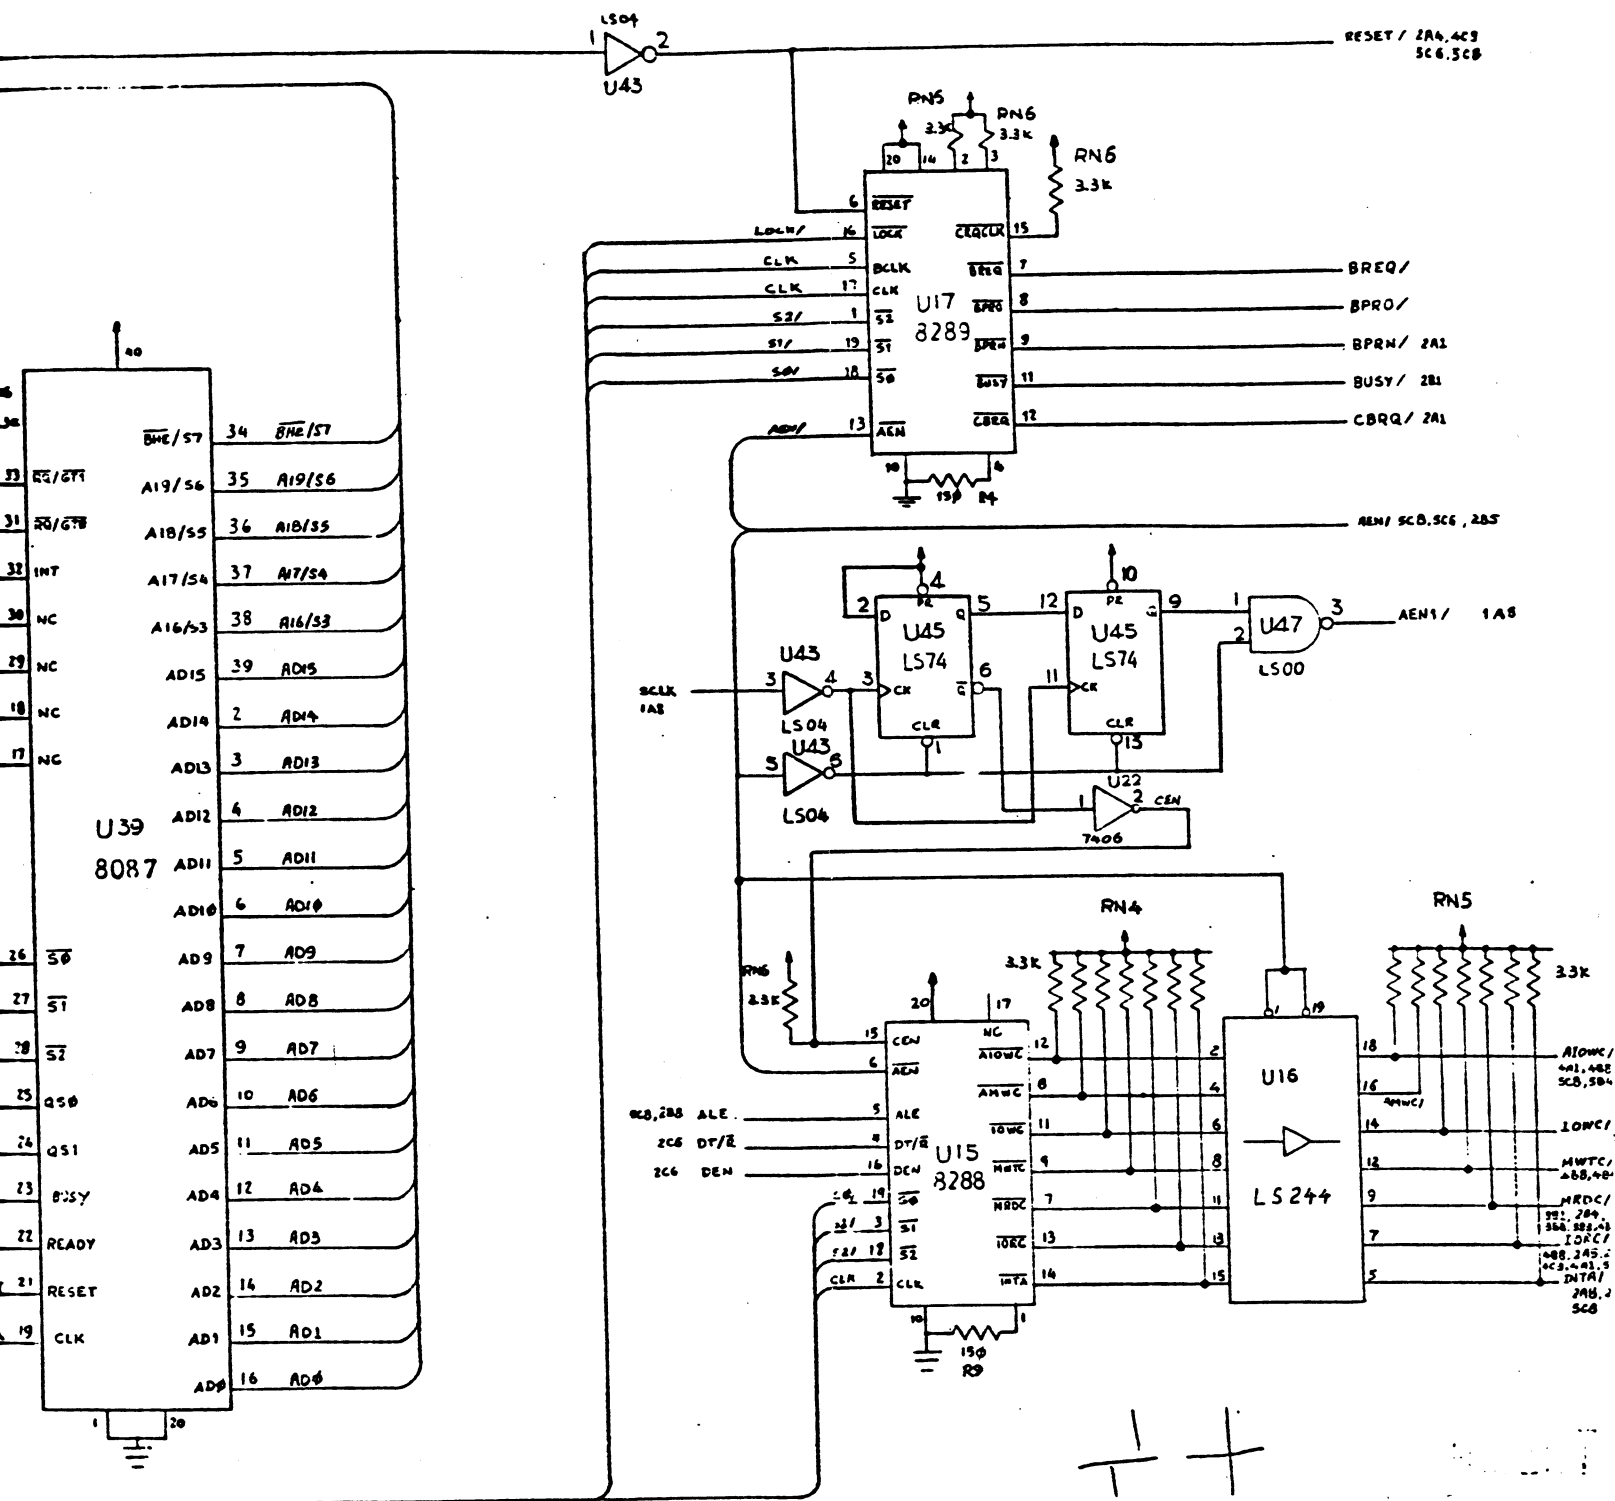 LS04
1 2
U43
RESET/ 2A4,4C9
5C6,5C8
RN5 RN6
3.3K 3.3K
RN6
3.3K
20 14 2 3
6 RESET
LOCK/ 16 LOCK
CRQCLK 15
CLK 5 BCLK
BREQ 7 BREQ/
CLK 17 CLK
U17
8289
BPRO 8 BPRO/
S2/ 1 S2
S1/ 19 S1
BPRN 9 BPRN/ 2A1
S0/ 18 S0
BUSY 11 BUSY/ 2B1
AEN/ 13 AEN
CBRQ 12 CBRQ/ 2A1
10 4
150 R4
AEN/ 5C8,5C6,2B5
40
33 RQ/GT1
31 RQ/GT0
32 INT
30 NC
29 NC
18 NC
17 NC
U39
8087
26 S0
27 S1
28 S2
25 QS0
24 QS1
23 BUSY
22 READY
21 RESET
19 CLK
BHE/S7 34 BHE/S7
A19/S6 35 A19/S6
A18/S5 36 A18/S5
A17/S4 37 A17/S4
A16/S3 38 A16/S3
AD15 39 AD15
AD14 2 AD14
AD13 3 AD13
AD12 4 AD12
AD11 5 AD11
AD10 6 AD10
AD9 7 AD9
AD8 8 AD8
AD7 9 AD7
AD6 10 AD6
AD5 11 AD5
AD4 12 AD4
AD3 13 AD3
AD2 14 AD2
AD1 15 AD1
AD0 16 AD0
1 20
4 10
2 D PR Q 5
12 D PR Q 9
U45
LS74
U45
LS74
1 2 U47 3
LS00
AEN1/ 1A8
SCLK
1A8
U43
3 4
LS04
3 CK
Q 6
CLR
1
11 CK
CLR
13
U43
5 6
LS04
U22
1 2 CEN
7406
RN6
3.3K
RN4
3.3K
RN5
3.3K
20 17
NC
15 CEN
6 AEN
5 ALE
ALE
2C6 DT/R 4 DT/R
2C6 DEN 16 DEN
19 S0
3 S1
S2/ 18 S2
CLK 2 CLK
U15
8288
AIOWC 12
AMWC 8
IOWC 11
MWTC 9
MRDC 7
IORC 13
INTA 14
10 1
150
R9
1 19
2
4
6
8
11
13
15
U16
LS244
18 AIOWC/
16 AMWC/
14 IOWC/
12 MWTC/
9 MRDC/
7 IORC/
5 INTA/
5C8